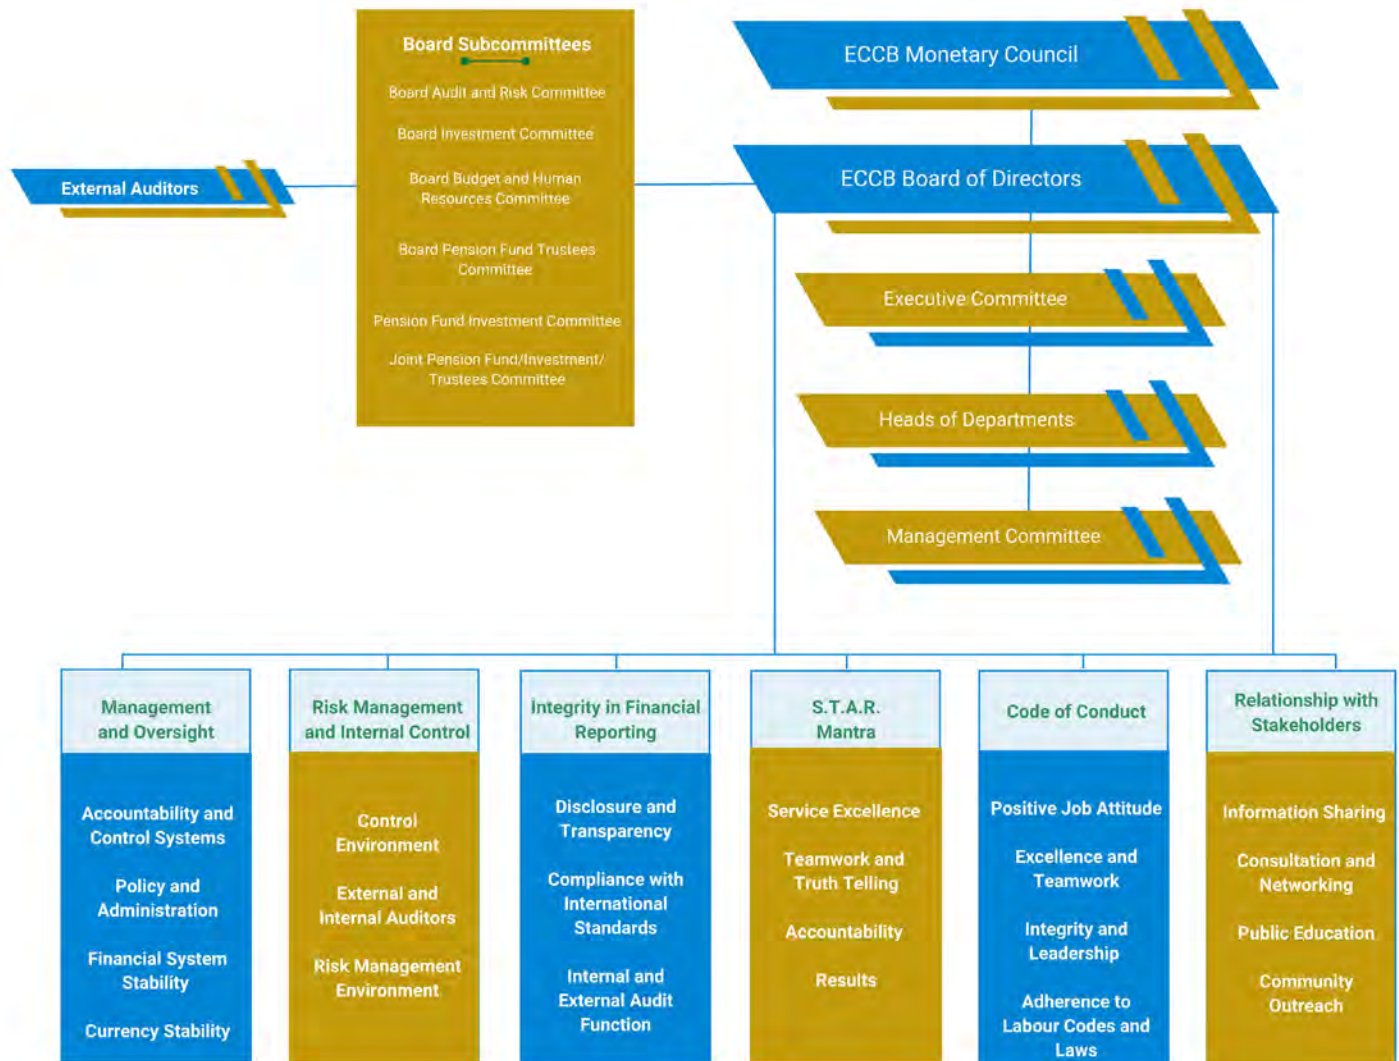 Board Subcommittees
Board Audit and Risk Committee
Board Investment Committee
Board Budget and Human
Resources Committee
Board Pension Fund Trustees
Committee
Pension Fund Investment Committee
Joint Pension Fund/Investment/
Trustees Committee
External Auditors
ECCB Monetary Council
ECCB Board of Directors
Executive Committee
Heads of Departments
Management Committee
Management
and Oversight
Accountability and
Control Systems
Policy and
Administration
Financial System
Stability
Currency Stability
Risk Management
and Internal Control
Control
Environment
External and
Internal Auditors
Risk Management
Environment
Integrity in Financial
Reporting
Disclosure and
Transparency
Compliance with
International
Standards
Internal and
External Audit
Function
S.T.A.R.
Mantra
Service Excellence
Teamwork and
Truth Telling
Accountability
Results
Code of Conduct
Positive Job Attitude
Excellence and
Teamwork
Integrity and
Leadership
Adherence to
Labour Codes and
Laws
Relationship with
Stakeholders
Information Sharing
Consultation and
Networking
Public Education
Community
Outreach